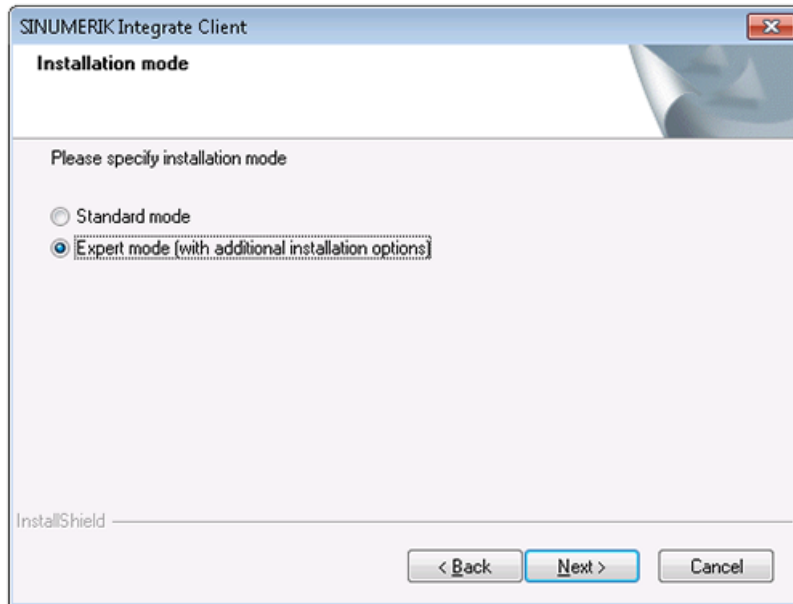 SINUMERIK Integrate Client
Installation mode
Please specify installation mode
Standard mode
Expert mode (with additional installation options)
InstallShield
< Back Next > Cancel